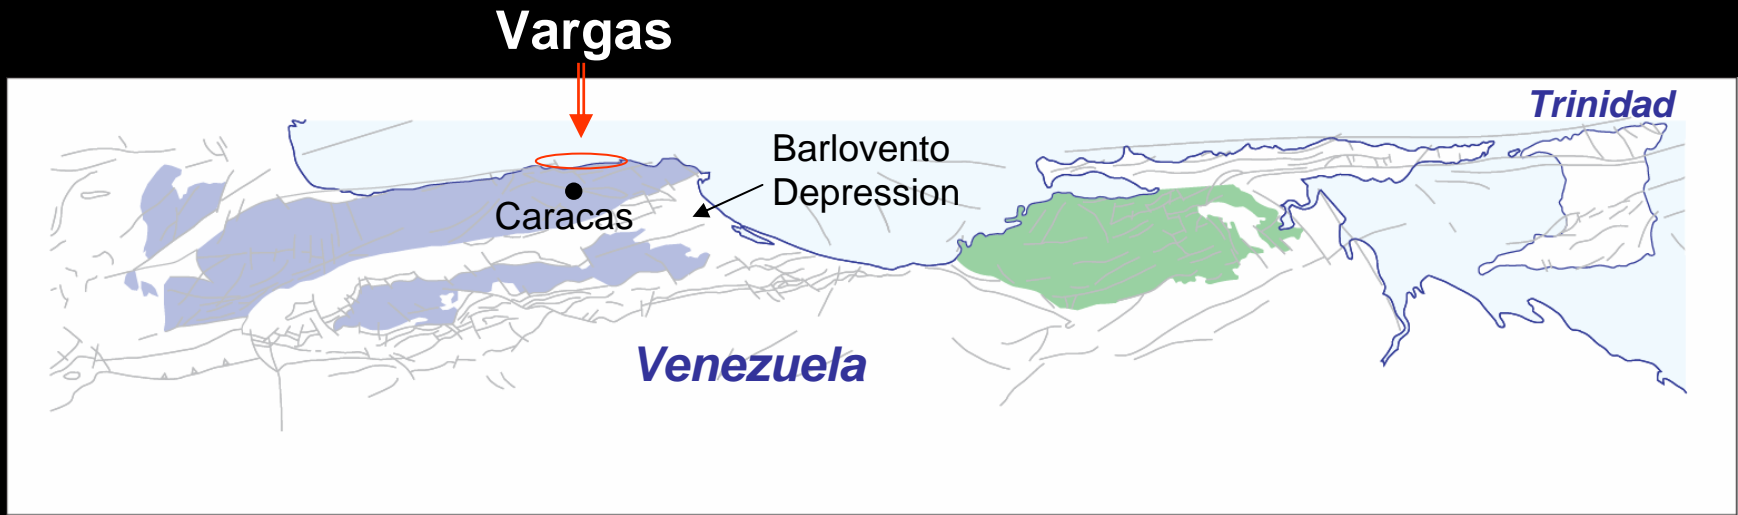 Vargas
Trinidad
Barlovento
Depression
Caracas
Venezuela